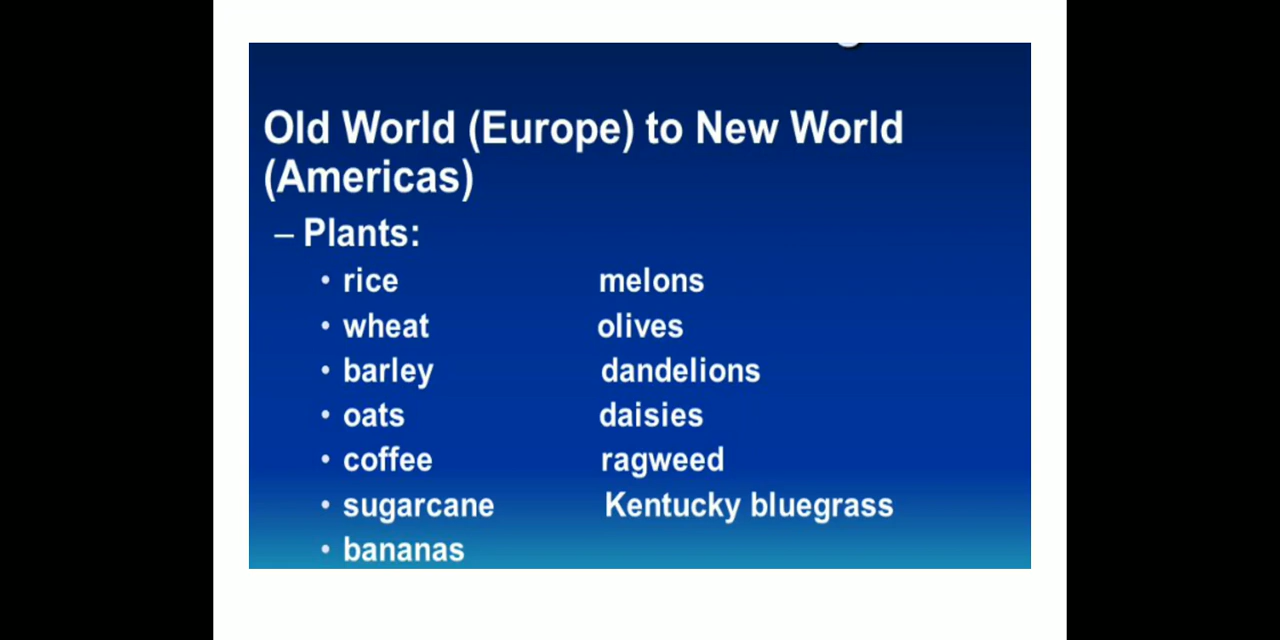 Old World (Europe) to New World
(Americas)
– Plants:
• rice melons
• wheat olives
• barley dandelions
• oats daisies
• coffee ragweed
• sugarcane Kentucky bluegrass
• bananas